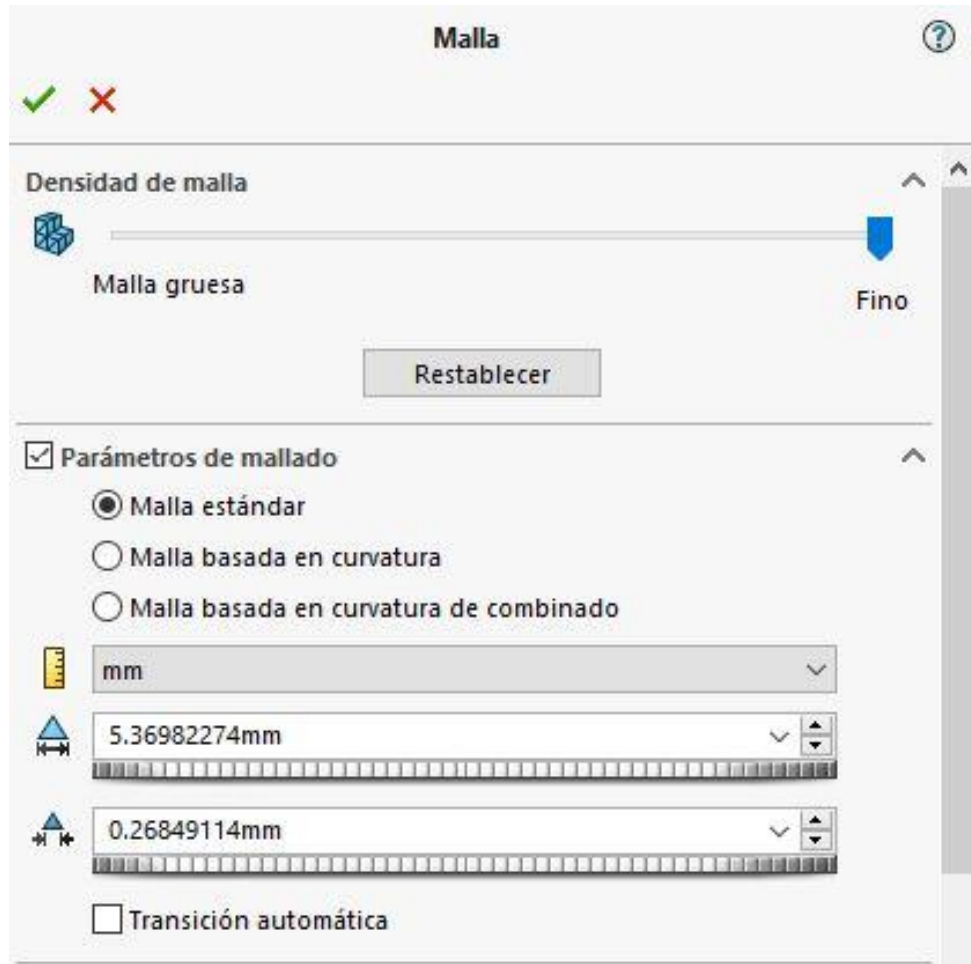 Malla
?
Densidad de malla
Malla gruesa
Fino
Restablecer
Parámetros de mallado
Malla estándar
Malla basada en curvatura
Malla basada en curvatura de combinado
mm
5.36982274mm
0.26849114mm
Transición automática